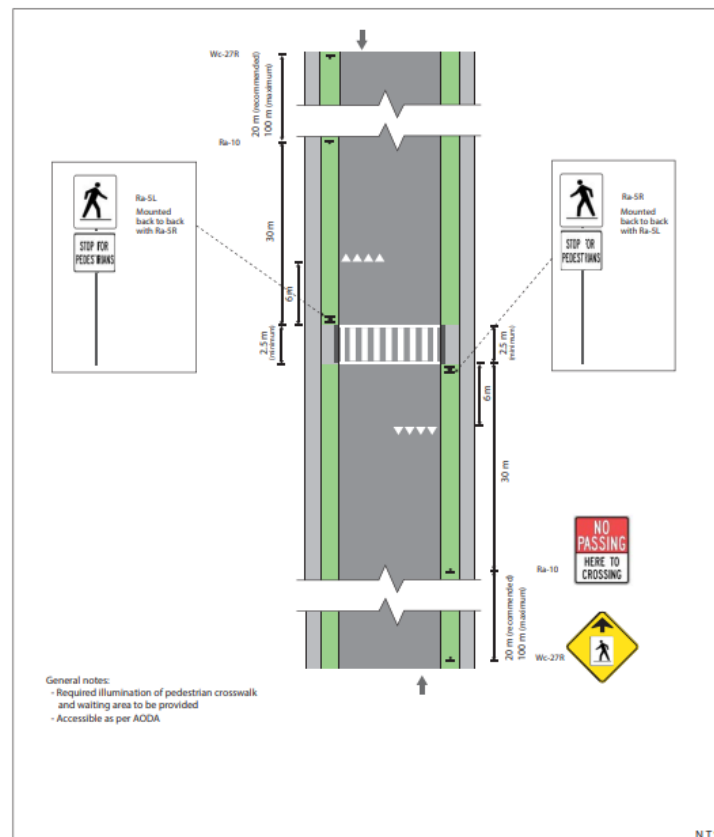 Wc-27R
20 m (recommended)
100 m (maximum)
Ra-10
30 m
6 m
2.5 m
(minimum)
Ra-5L
Mounted
back to back
with Ra-5R
STOP FOR
PEDESTRIANS
Ra-5R
Mounted
back to back
with Ra-5L
STOP FOR
PEDESTRIANS
2.5 m
(minimum)
6 m
30 m
Ra-10
NO
PASSING
HERE TO
CROSSING
20 m (recommended)
100 m (maximum)
Wc-27R
General notes:
- Required illumination of pedestrian crosswalk
and waiting area to be provided
- Accessible as per AODA